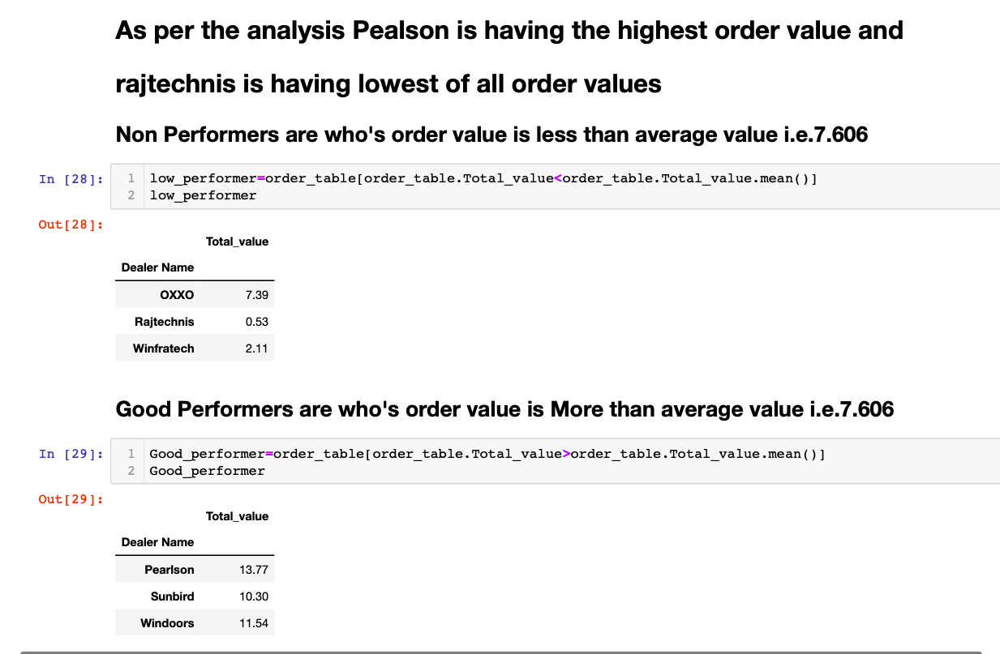 As per the analysis Pealson is having the highest order value and
rajtechnis is having lowest of all order values
Non Performers are who's order value is less than average value i.e.7.606
In [28]: 1 low_performer=order_table[order_table.Total_value<order_table.Total_value.mean()]
2 low_performer
Out[28]:
Total_value
Dealer Name
OXXO 7.39
Rajtechnis 0.53
Winfratech 2.11
Good Performers are who's order value is More than average value i.e.7.606
In [29]: 1 Good_performer=order_table[order_table.Total_value>order_table.Total_value.mean()]
2 Good_performer
Out[29]:
Total_value
Dealer Name
Pearlson 13.77
Sunbird 10.30
Windoors 11.54